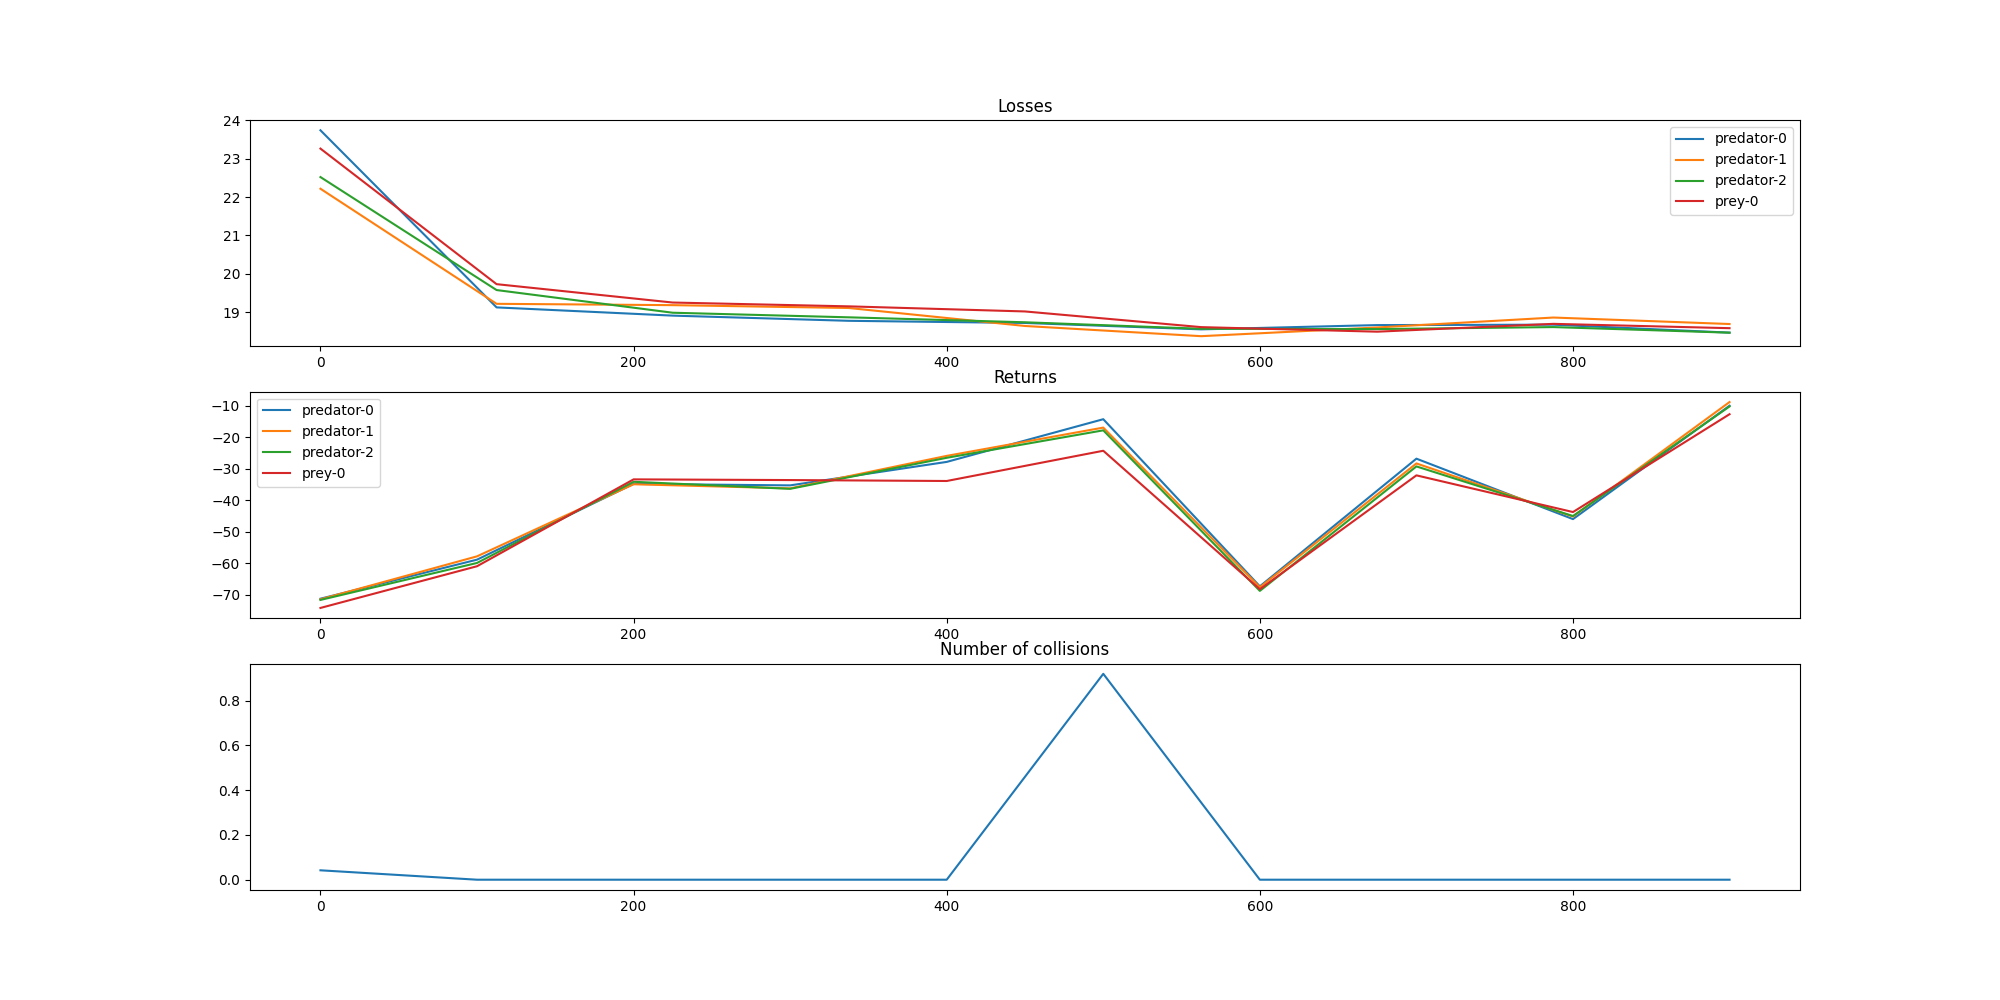 Losses
24
23
22
21
20
19
predator-0
predator-1
predator-2
prey-0
0 200 400 600 800
Returns
−10
−20
−30
−40
−50
−60
−70
predator-0
predator-1
predator-2
prey-0
0 200 400 600 800
Number of collisions
0.8
0.6
0.4
0.2
0.0
0 200 400 600 800